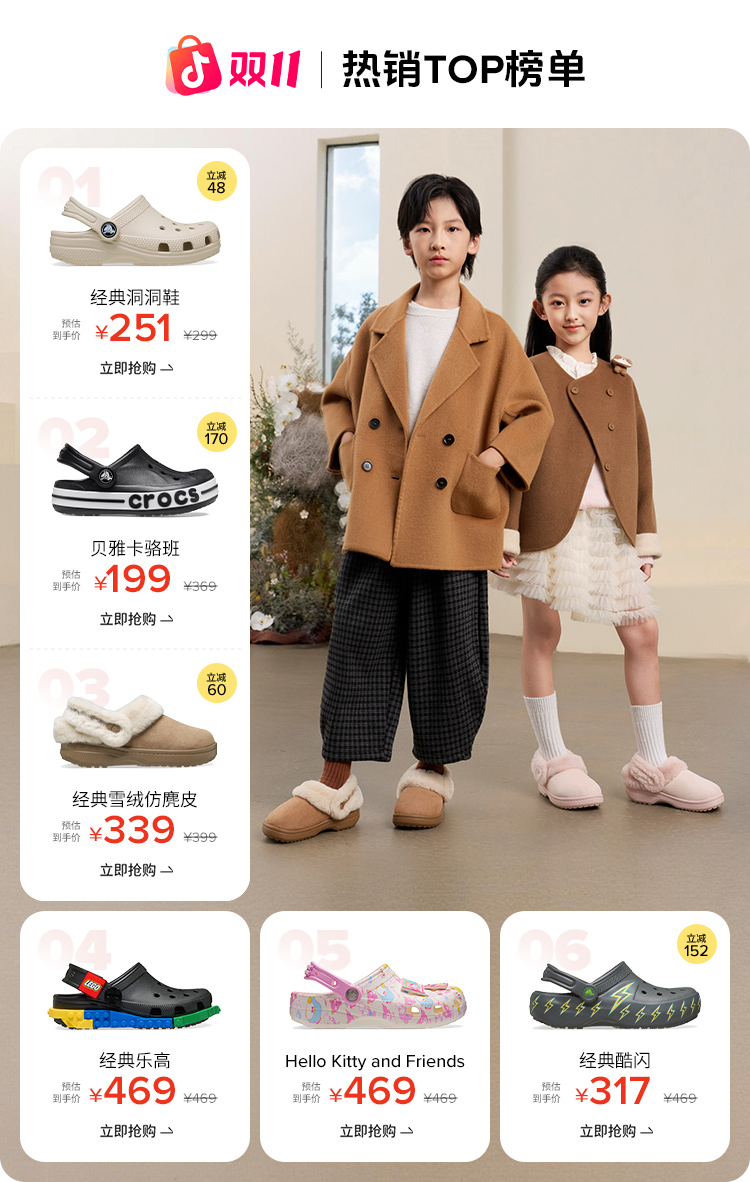 双11 | 热销TOP榜单
01
立减
48
经典洞洞鞋
预估
到手价
¥251 ¥299
立即抢购
02
立减
170
crocs
贝雅卡骆班
预估
到手价
¥199 ¥369
立即抢购
03
立减
60
经典雪绒仿麂皮
预估
到手价
¥339 ¥399
立即抢购
04
LEGO
经典乐高
预估
到手价
¥469 ¥469
立即抢购
05
Hello Kitty and Friends
预估
到手价
¥469 ¥469
立即抢购
06
立减
152
经典酷闪
预估
到手价
¥317 ¥469
立即抢购